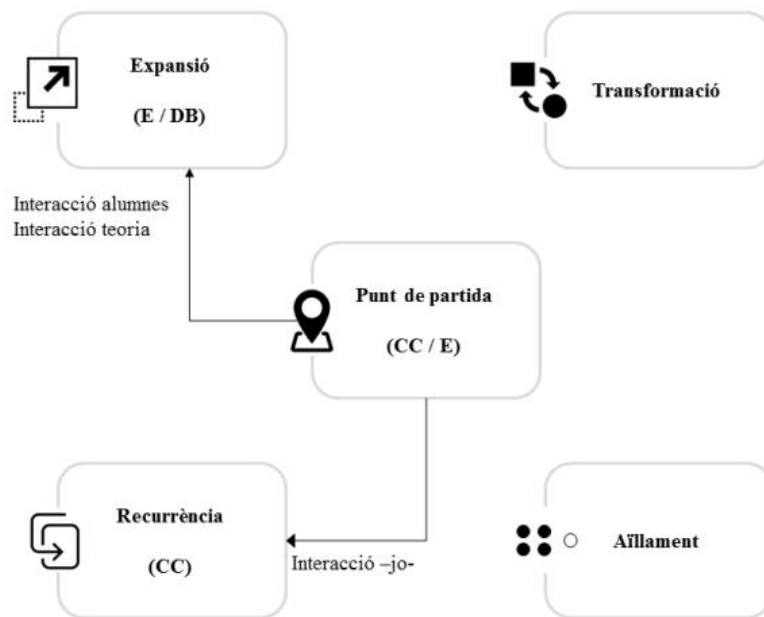 Expansió
(E / DB)
Transformació
Interacció alumnes
Interacció teoria
Punt de partida
(CC / E)
Recurrència
(CC)
Interacció –jo-
Aïllament